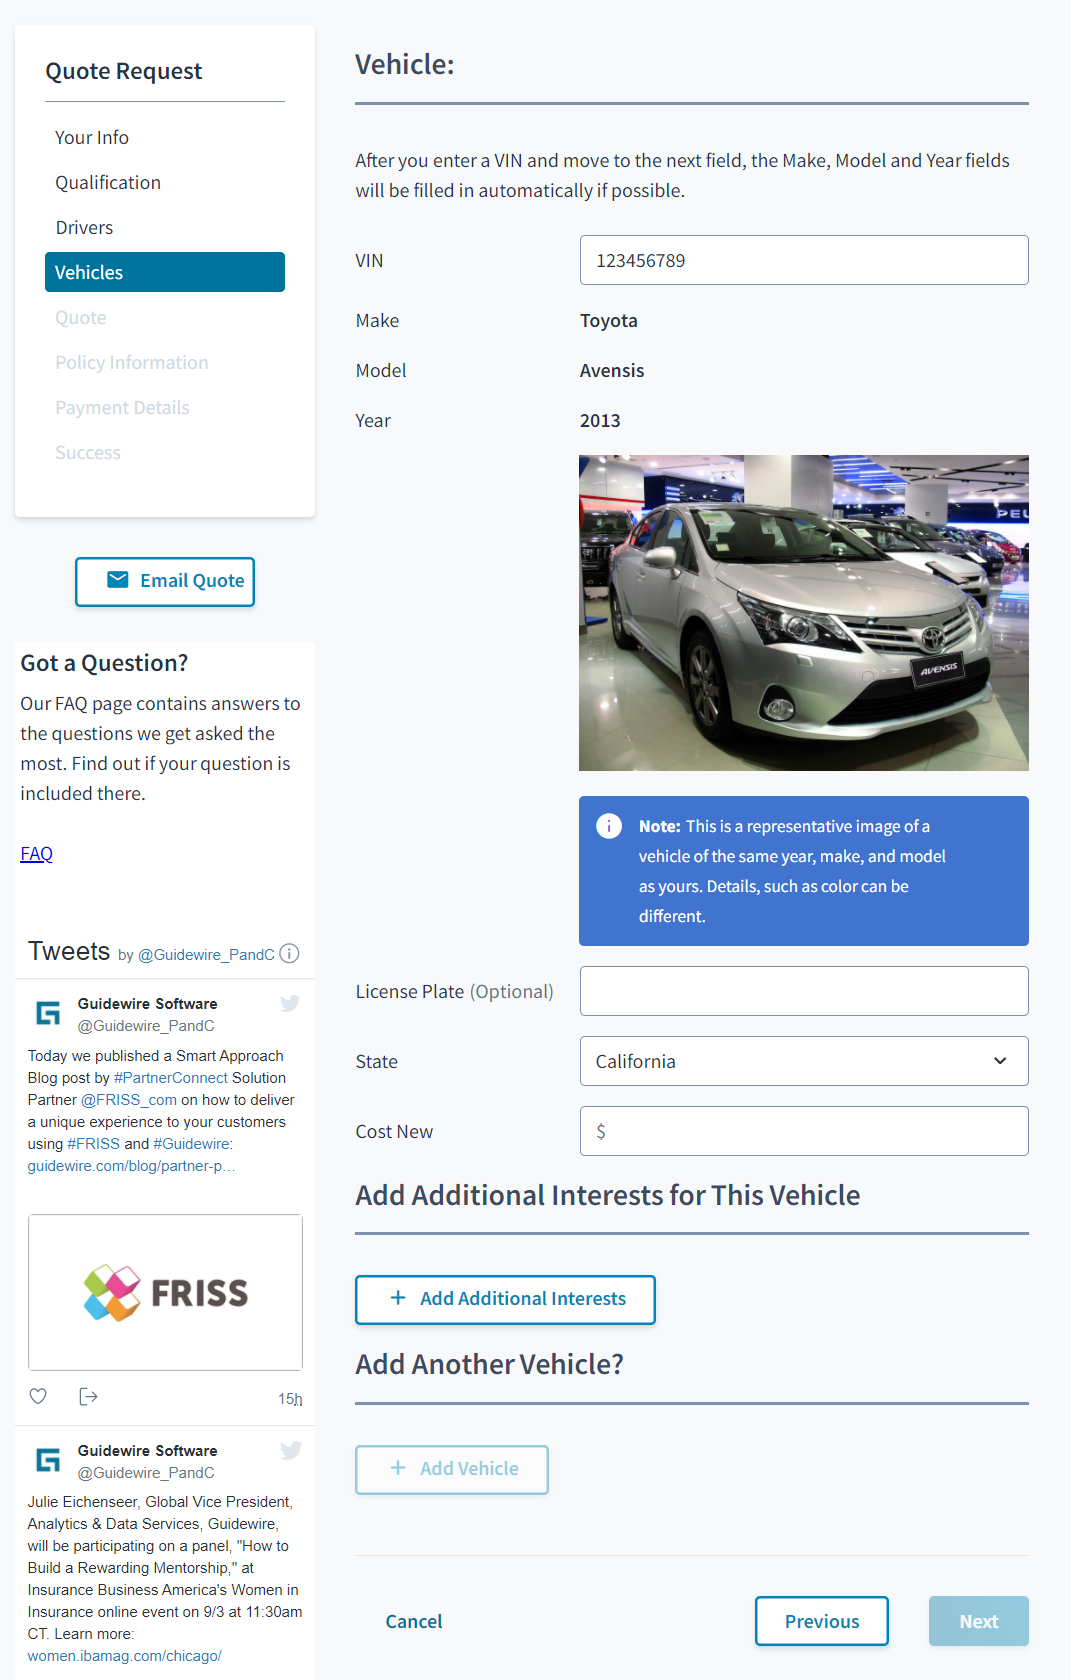 Quote Request
Your Info
Qualification
Drivers
Vehicles
Quote
Policy Information
Payment Details
Success
Email Quote
Got a Question?
Our FAQ page contains answers to
the questions we get asked the
most. Find out if your question is
included there.
FAQ
Tweets by @Guidewire_PandC
Guidewire Software
@Guidewire_PandC
Today we published a Smart Approach
Blog post by #PartnerConnect Solution
Partner @FRISS_com on how to deliver
a unique experience to your customers
using #FRISS and #Guidewire:
guidewire.com/blog/partner-p…
FRISS
15h
Guidewire Software
@Guidewire_PandC
Julie Eichenseer, Global Vice President,
Analytics & Data Services, Guidewire,
will be participating on a panel, "How to
Build a Rewarding Mentorship," at
Insurance Business America's Women in
Insurance online event on 9/3 at 11:30am
CT. Learn more:
women.ibamag.com/chicago/
Vehicle:
After you enter a VIN and move to the next field, the Make, Model and Year fields
will be filled in automatically if possible.
VIN 123456789
Make Toyota
Model Avensis
Year 2013
PEU
AVENSIS
Note: This is a representative image of a
vehicle of the same year, make, and model
as yours. Details, such as color can be
different.
License Plate (Optional)
State California
Cost New $
Add Additional Interests for This Vehicle
+ Add Additional Interests
Add Another Vehicle?
+ Add Vehicle
Cancel Previous Next